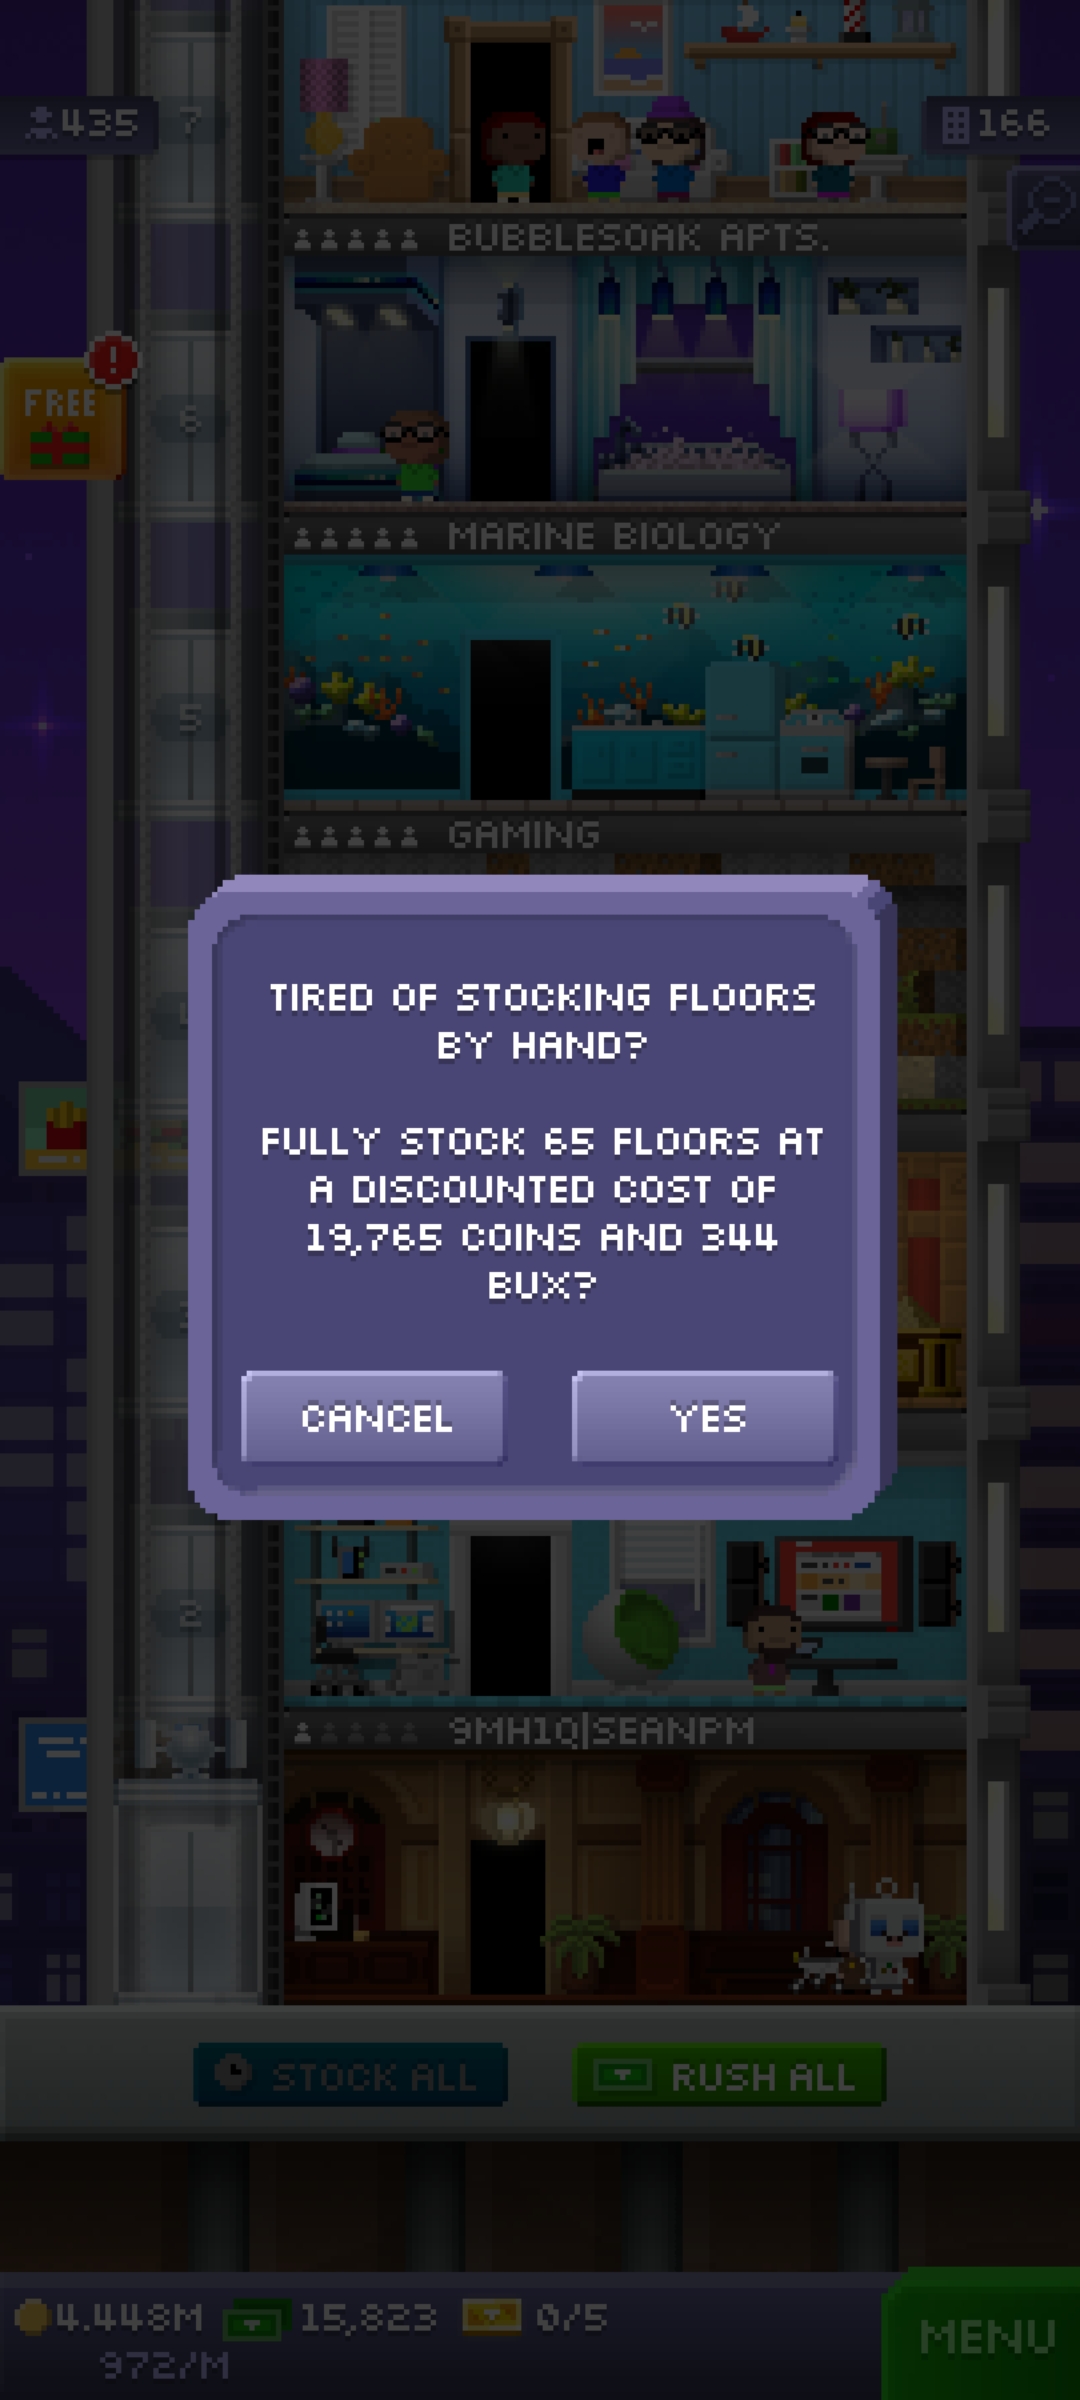 435
7
166
BUBBLESOAK APTS.
FREE
!
6
MARINE BIOLOGY
5
GAMING
TIRED OF STOCKING FLOORS
BY HAND?
FULLY STOCK 65 FLOORS AT
A DISCOUNTED COST OF
19,765 COINS AND 344
BUX?
CANCEL
YES
2
9MH1Q|SEANPM
STOCK ALL
RUSH ALL
4.448M
15,823
0/5
972/M
MENU